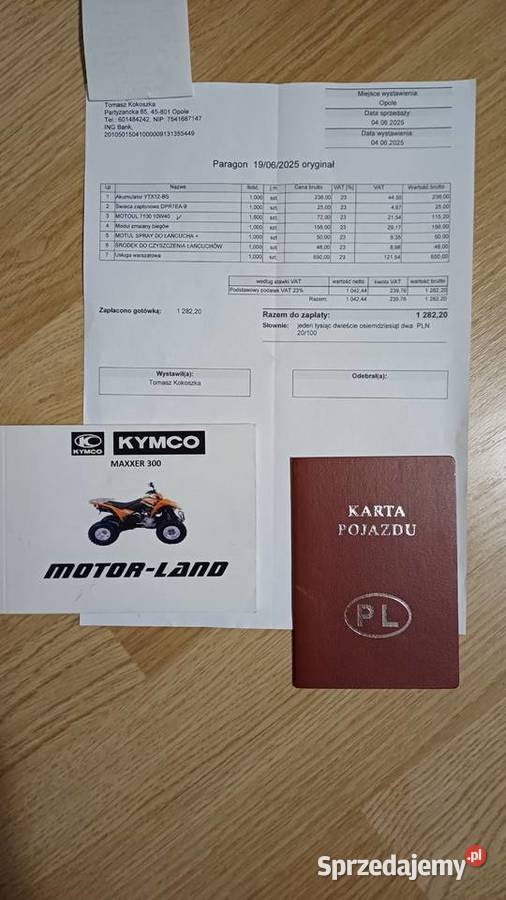 Tomasz Kokoszka
Partyzancka 85, 45-801 Opole
Tel.: 601484242, NIP: 7541687147
ING Bank,
Miejsce wystawienia:
Opole
Data sprzedaży:
04.06.2025
Data wystawienia:
04.06.2025
Paragon 19/06/2025 oryginał
Lp. Nazwa Ilość j.m. Cena brutto VAT [%] VAT Wartość brutto
1 Akumulator YTX12-BS 1,000 szt. 236,00 23 236,00
2 Świeca zapłonowa DPR7EA-9 1,000 szt. 25,00 23 4,67 25,00
3 MOTOUL 7100 10W40 1,600 szt. 72,00 23 21,54 115,20
4 Moduł zmiany biegów 1,000 szt. 158,00 23 29,17
5 MOTUL SPRAY DO ŁAŃCUCHA + 1,000 szt. 50,00 23 9,35 50,00
6 ŚRODEK DO CZYSZCZENIA ŁAŃCUCHÓW 1,000 szt. 48,00 23 8,98 48,00
7 Usługa warsztatowa 1,000 szt. 650,00 23 121,54 650,00
według stawki VAT wartość netto kwota VAT wartość brutto
Podstawowy podatek VAT 23% 1 042,44 239,76 1 282,20
Razem: 1 042,44 239,76 1 282,20
Zapłacono gotówką: 1 282,20
Razem do zapłaty: 1 282,20
Słownie: jeden tysiąc dwieście osiemdziesiąt dwa PLN
20/100
Wystawił(a):
Tomasz Kokoszka
Odebrał(a):
KYMCO
KYMCO
MAXXER 300
MOTOR-LAND
KARTA
POJAZDU
PL
Sprzedajemy.pl